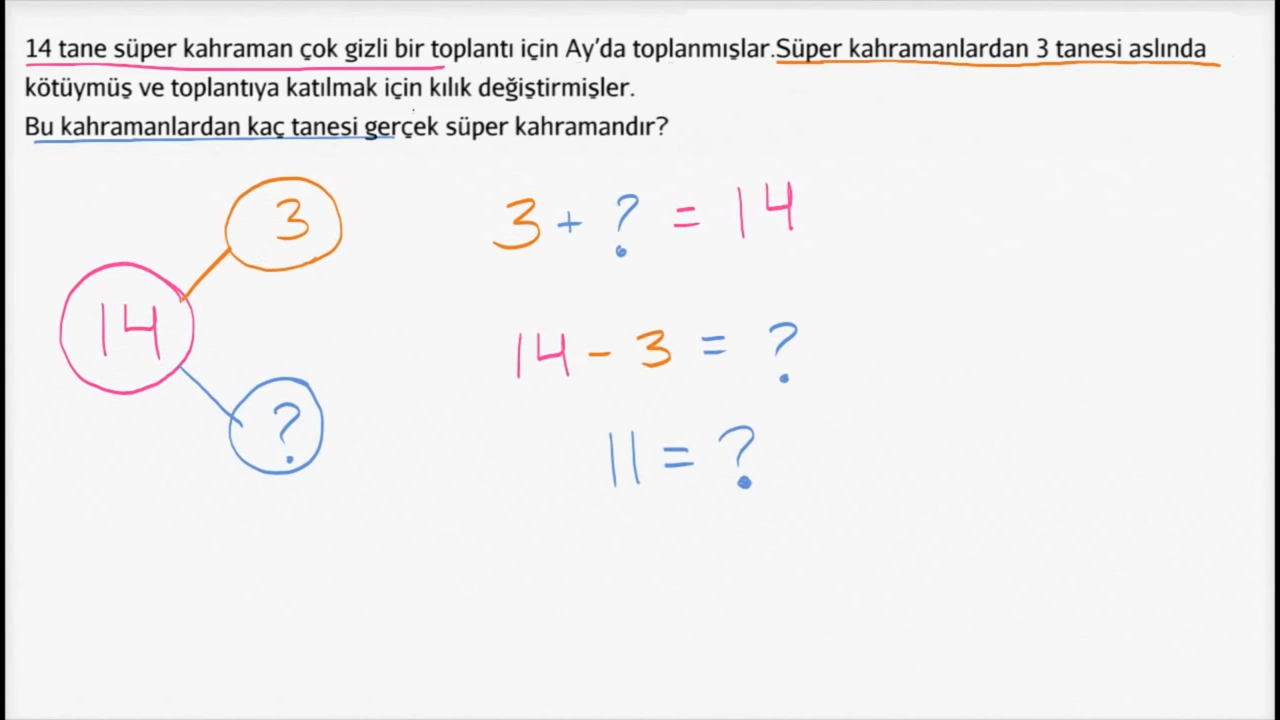 14 tane süper kahraman çok gizli bir toplantı için Ay'da toplanmışlar.Süper kahramanlardan 3 tanesi aslında
kötüymüş ve toplantıya katılmak için kılık değiştirmişler.
Bu kahramanlardan kaç tanesi gerçek süper kahramandır?
3
14
?
3 + ? = 14
14 - 3 = ?
11 = ?